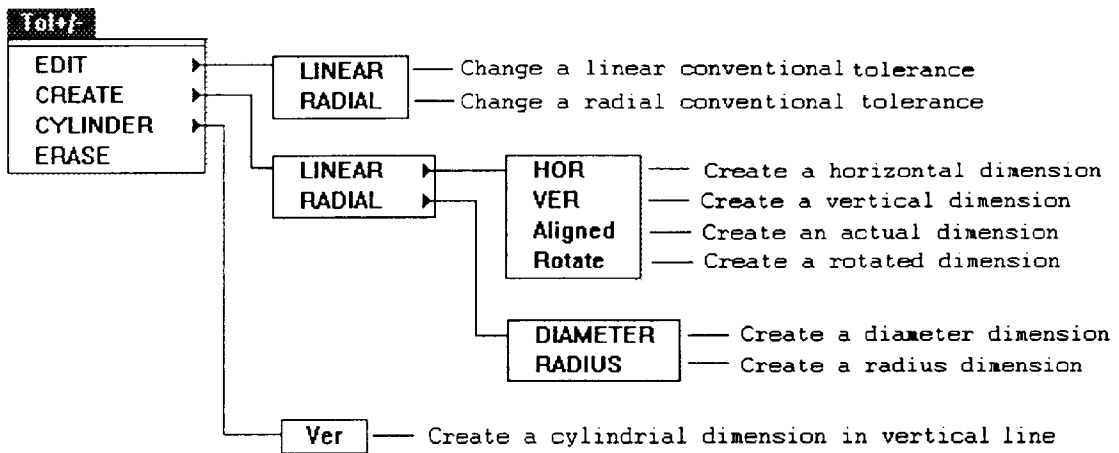 Tol+/-
EDIT
CREATE
CYLINDER
ERASE
LINEAR Change a linear conventional tolerance
RADIAL Change a radial conventional tolerance
LINEAR
RADIAL
HOR Create a horizontal dimension
VER Create a vertical dimension
Aligned Create an actual dimension
Rotate Create a rotated dimension
DIAMETER Create a diameter dimension
RADIUS Create a radius dimension
Ver Create a cylindrial dimension in vertical line